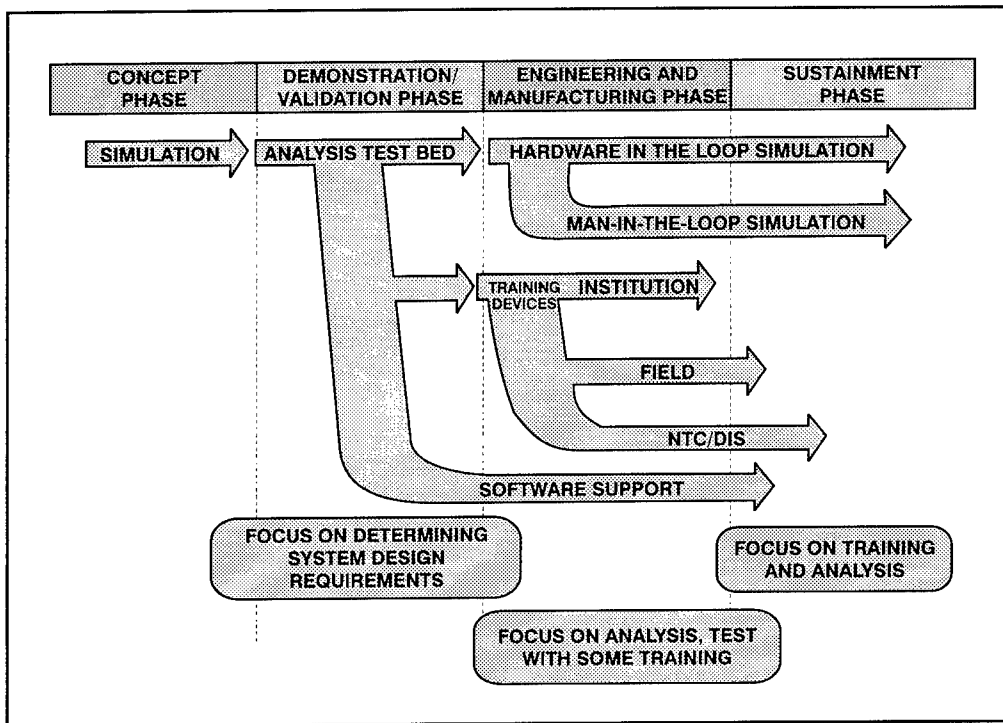 CONCEPT
PHASE
DEMONSTRATION/
VALIDATION PHASE
ENGINEERING AND
MANUFACTURING PHASE
SUSTAINMENT
PHASE
SIMULATION
ANALYSIS TEST BED
HARDWARE IN THE LOOP SIMULATION
MAN-IN-THE-LOOP SIMULATION
TRAINING
DEVICES
INSTITUTION
FIELD
NTC/DIS
SOFTWARE SUPPORT
FOCUS ON DETERMINING
SYSTEM DESIGN
REQUIREMENTS
FOCUS ON TRAINING
AND ANALYSIS
FOCUS ON ANALYSIS, TEST
WITH SOME TRAINING